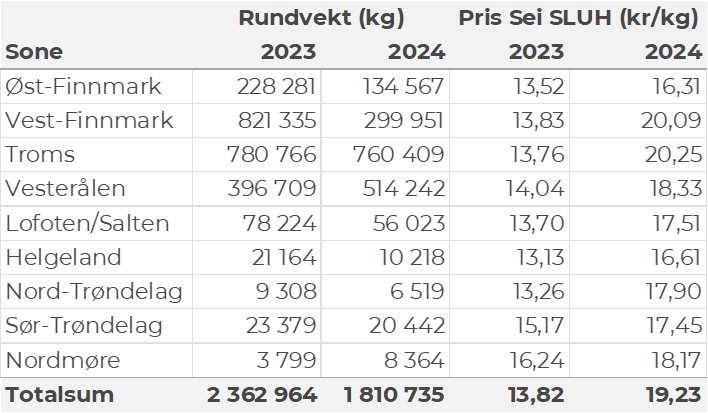 Rundvekt (kg) Pris Sei SLUH (kr/kg)
Sone 2023 2024 2023 2024
Øst-Finnmark 228 281 134 567 13,52 16,31
Vest-Finnmark 821 335 299 951 13,83 20,09
Troms 780 766 760 409 13,76 20,25
Vesterålen 396 709 514 242 14,04 18,33
Lofoten/Salten 78 224 56 023 13,70 17,51
Helgeland 21 164 10 218 13,13 16,61
Nord-Trøndelag 9 308 6 519 13,26 17,90
Sør-Trøndelag 23 379 20 442 15,17 17,45
Nordmøre 3 799 8 364 16,24 18,17
Totalsum 2 362 964 1 810 735 13,82 19,23